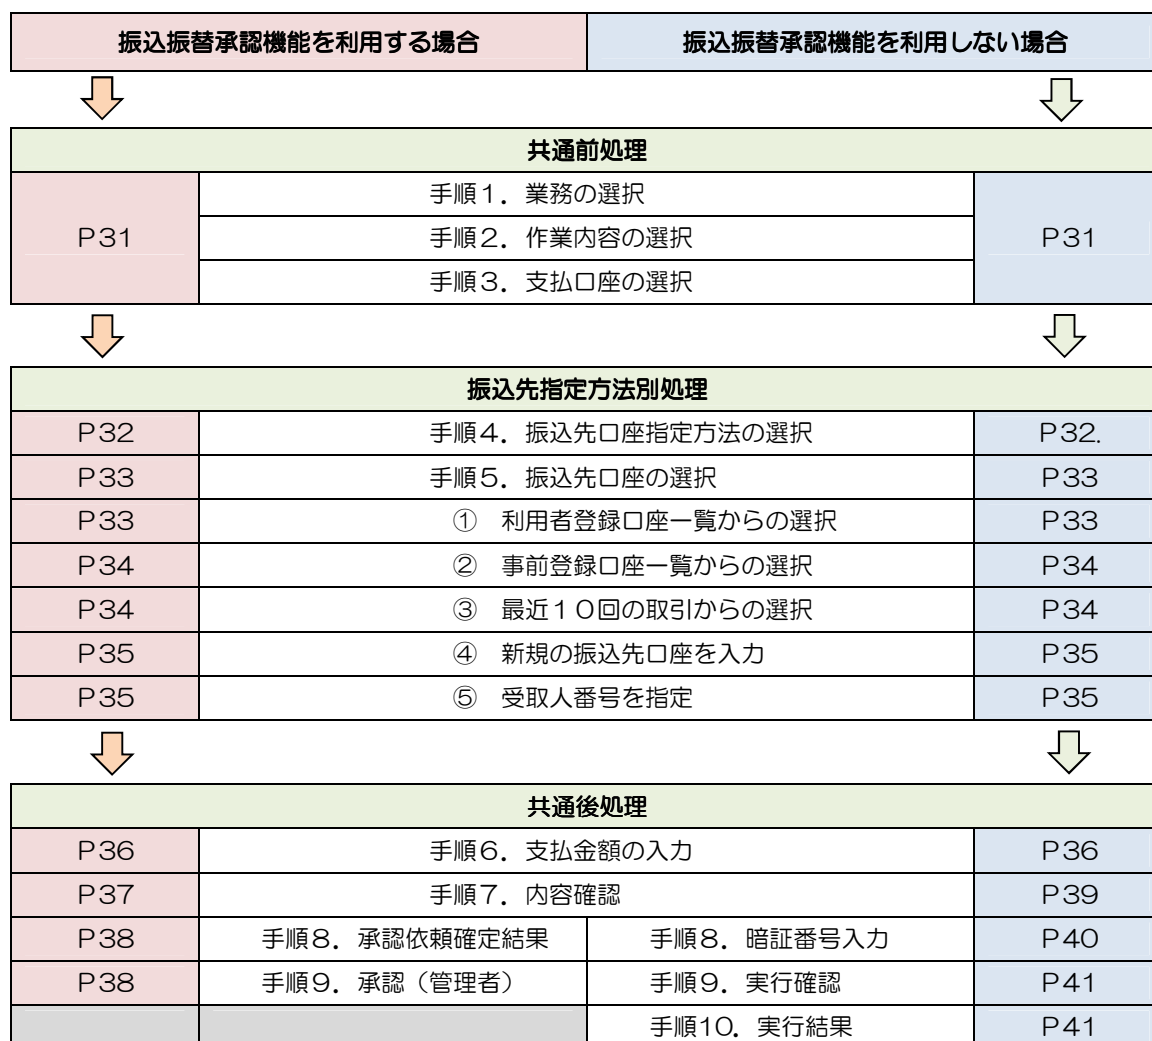 振込振替承認機能を利用する場合 振込振替承認機能を利用しない場合
共通前処理
手順1．業務の選択
P31 手順2．作業内容の選択 P31
手順3．支払口座の選択
振込先指定方法別処理
P32 手順4．振込先口座指定方法の選択 P32.
P33 手順5．振込先口座の選択 P33
P33 ① 利用者登録口座一覧からの選択 P33
P34 ② 事前登録口座一覧からの選択 P34
P34 ③ 最近10回の取引からの選択 P34
P35 ④ 新規の振込先口座を入力 P35
P35 ⑤ 受取人番号を指定 P35
共通後処理
P36 手順6．支払金額の入力 P36
P37 手順7．内容確認 P39
P38 手順8．承認依頼確定結果 手順8．暗証番号入力 P40
P38 手順9．承認（管理者） 手順9．実行確認 P41
手順10．実行結果 P41